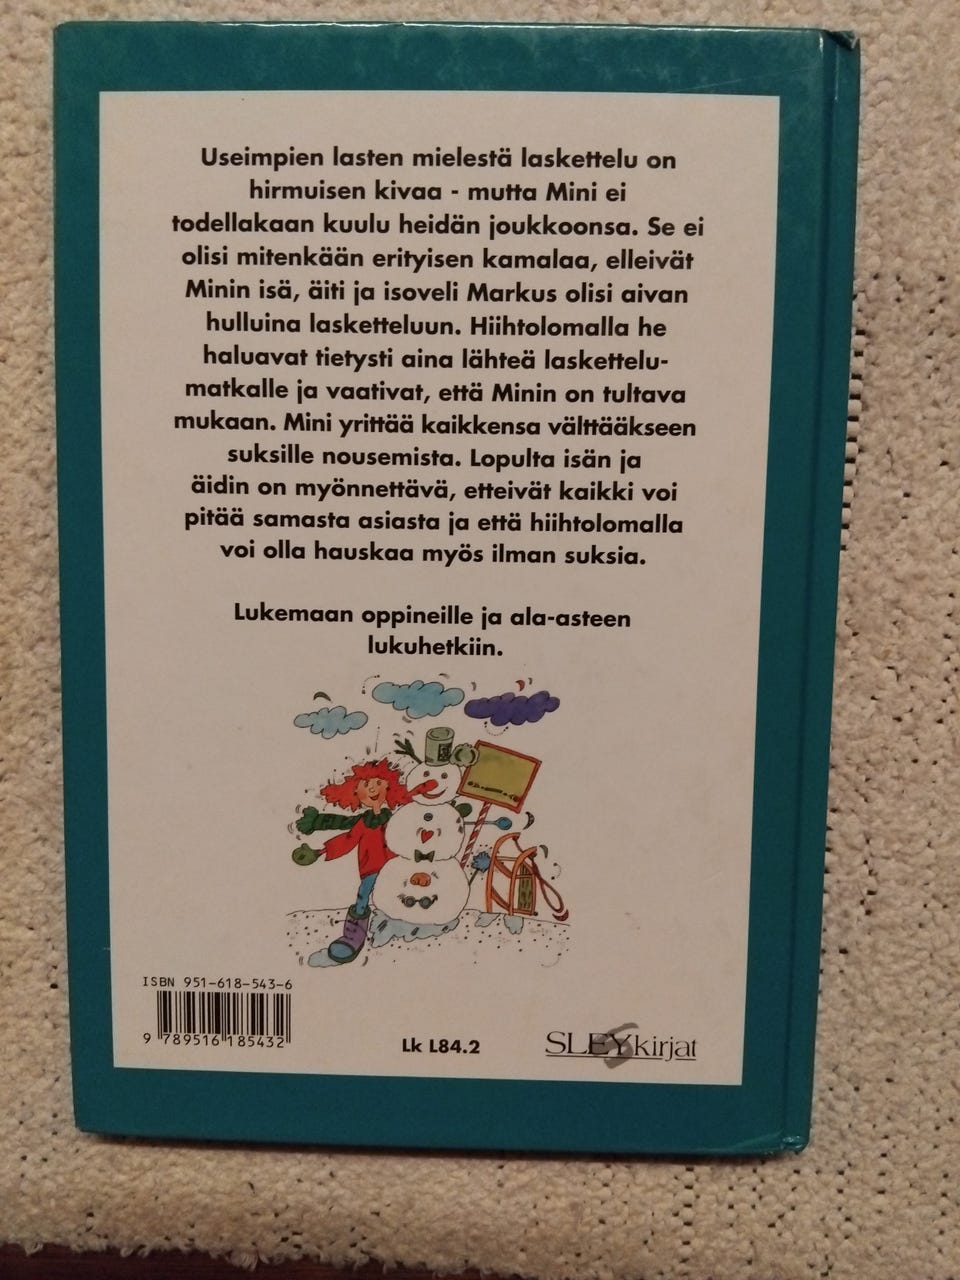 Useimpien lasten mielestä laskettelu on
hirmuisen kivaa - mutta Mini ei
todellakaan kuulu heidän joukkoonsa. Se ei
olisi mitenkään erityisen kamalaa, elleivät
Minin isä, äiti ja isoveli Markus olisi aivan
hulluina lasketteluun. Hiihtolomalla he
haluavat tietysti aina lähteä laskettelu-
matkalle ja vaativat, että Minin on tultava
mukaan. Mini yrittää kaikkensa välttääkseen
suksille nousemista. Lopulta isän ja
äidin on myönnettävä, etteivät kaikki voi
pitää samasta asiasta ja että hiihtolomalla
voi olla hauskaa myös ilman suksia.
Lukemaan oppineille ja ala-asteen
lukuhetkiin.
ISBN 951-618-543-6
9 789516 185432
Lk L84.2
SLEY kirjat